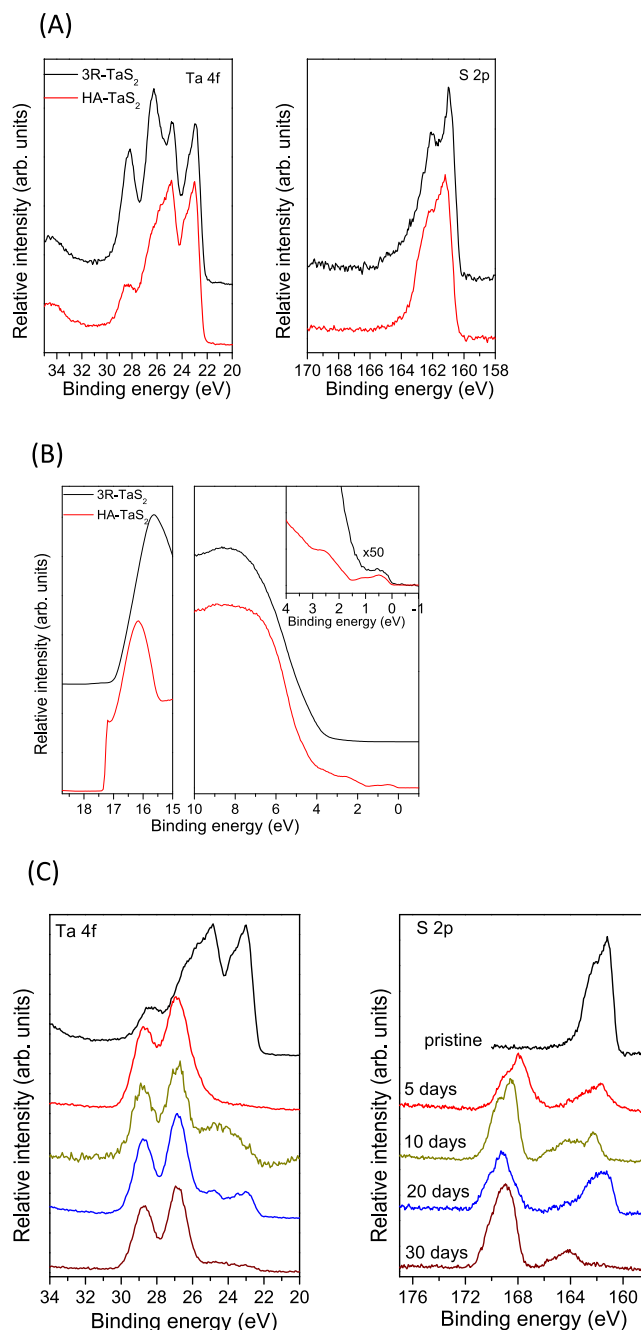 (A)
3R-TaS2
HA-TaS2
Ta 4f
S 2p
Relative intensity (arb. units)
Relative intensity (arb. units)
34 32 30 28 26 24 22 20
170 168 166 164 162 160 158
Binding energy (eV)
Binding energy (eV)
(B)
3R-TaS2
HA-TaS2
x50
4 3 2 1 0 -1
Binding energy (eV)
Relative intensity (arb. units)
18 17 16 15
10 8 6 4 2 0
Binding energy (eV)
(C)
Ta 4f
S 2p
pristine
5 days
10 days
20 days
30 days
Relative intensity (arb. units)
Relative intensity (arb. units)
34 32 30 28 26 24 22 20
176 172 168 164 160
Binding energy (eV)
Binding energy (eV)